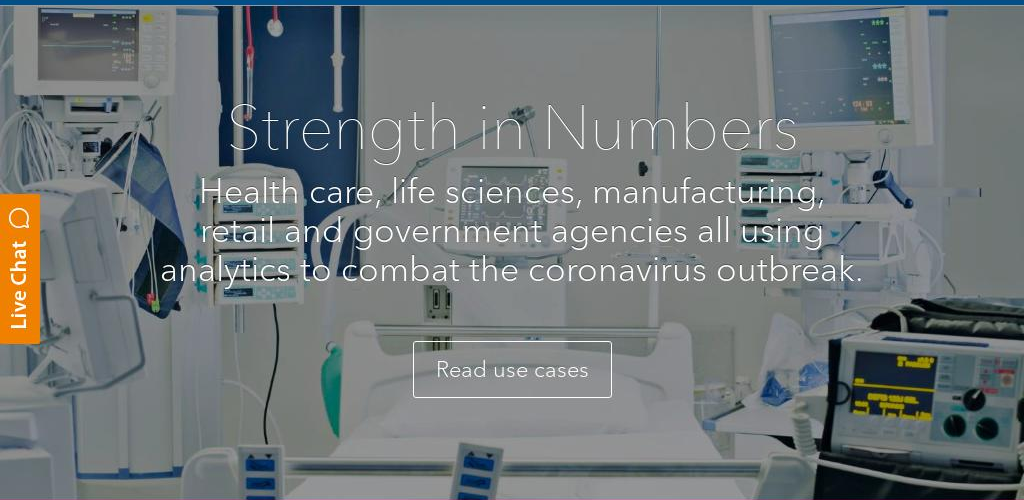 Strength in Numbers
Health care, life sciences, manufacturing,
retail and government agencies all using
analytics to combat the coronavirus outbreak.
Live Chat
Read use cases